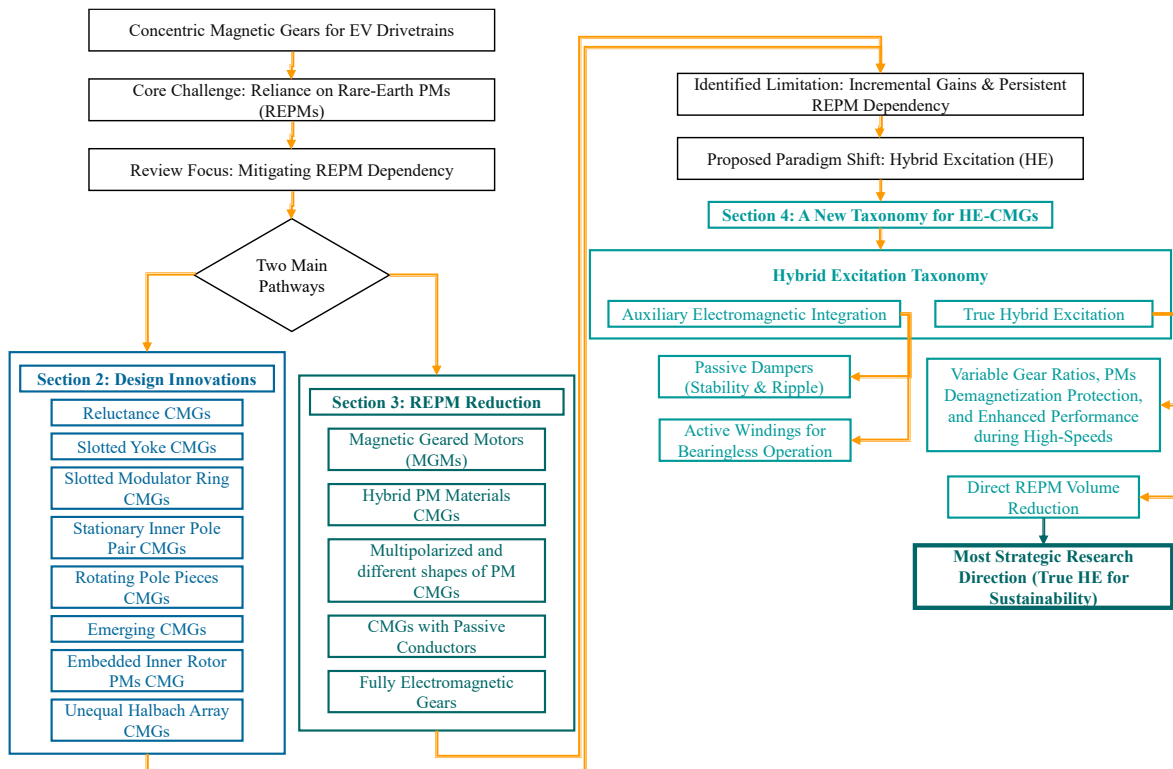 Concentric Magnetic Gears for EV Drivetrains
Core Challenge: Reliance on Rare-Earth PMs
(REPMs)
Review Focus: Mitigating REPM Dependency
Two Main
Pathways
Section 2: Design Innovations
Reluctance CMGs
Slotted Yoke CMGs
Slotted Modulator Ring
CMGs
Stationary Inner Pole
Pair CMGs
Rotating Pole Pieces
CMGs
Emerging CMGs
Embedded Inner Rotor
PMs CMG
Unequal Halbach Array
CMGs
Section 3: REPM Reduction
Magnetic Geared Motors
(MGMs)
Hybrid PM Materials
CMGs
Multipolarized and
different shapes of PM
CMGs
CMGs with Passive
Conductors
Fully Electromagnetic
Gears
Identified Limitation: Incremental Gains & Persistent
REPM Dependency
Proposed Paradigm Shift: Hybrid Excitation (HE)
Section 4: A New Taxonomy for HE-CMGs
Hybrid Excitation Taxonomy
Auxiliary Electromagnetic Integration
True Hybrid Excitation
Passive Dampers
(Stability & Ripple)
Active Windings for
Bearingless Operation
Variable Gear Ratios, PMs
Demagnetization Protection,
and Enhanced Performance
during High-Speeds
Direct REPM Volume
Reduction
Most Strategic Research
Direction (True HE for
Sustainability)